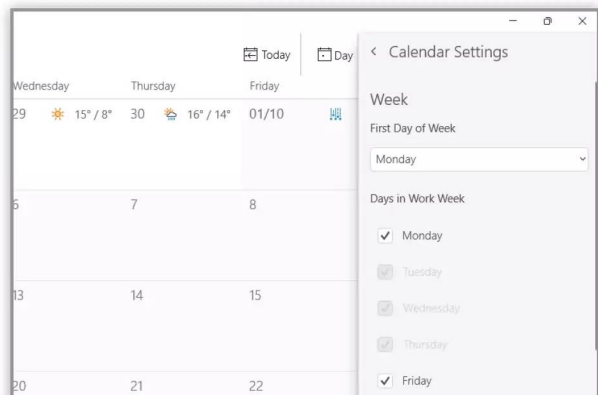 Today
Day
Calendar Settings
Wednesday Thursday Friday
29 15° / 8° 30 16° / 14° 01/10
Week
First Day of Week
Monday
Days in Work Week
6 7 8
Monday
Tuesday
13 14 15
Wednesday
Thursday
20 21 22
Friday